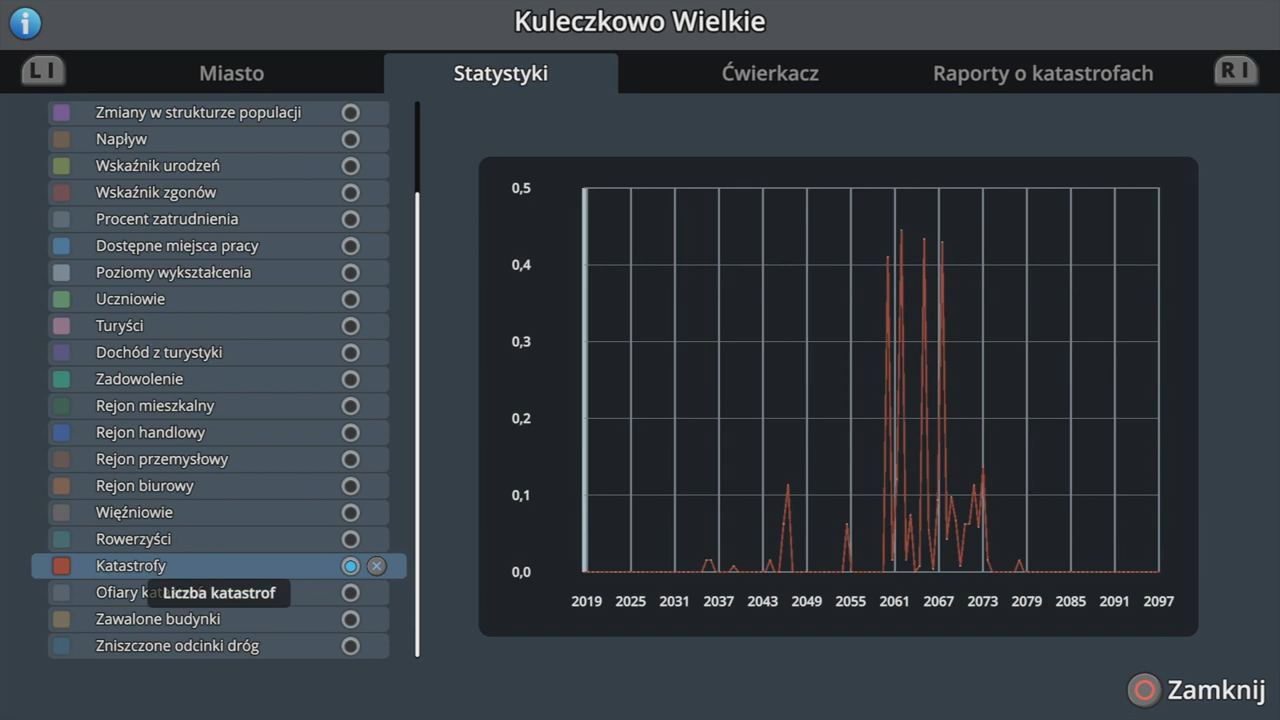 Kuleczkowo Wielkie
L1 Miasto Statystyki Ćwierkacz Raporty o katastrofach R1
Zmiany w strukturze populacji
Napływ
Wskaźnik urodzeń
Wskaźnik zgonów
Procent zatrudnienia
Dostępne miejsca pracy
Poziomy wykształcenia
Uczniowie
Turyści
Dochód z turystyki
Zadowolenie
Rejon mieszkalny
Rejon handlowy
Rejon przemysłowy
Rejon biurowy
Więźniowie
Rowerzyści
Katastrofy
Ofiary
Liczba katastrof
Zawalone budynki
Zniszczone odcinki dróg
0,5
0,4
0,3
0,2
0,1
0,0
2019 2025 2031 2037 2043 2049 2055 2061 2067 2073 2079 2085 2091 2097
Zamknij